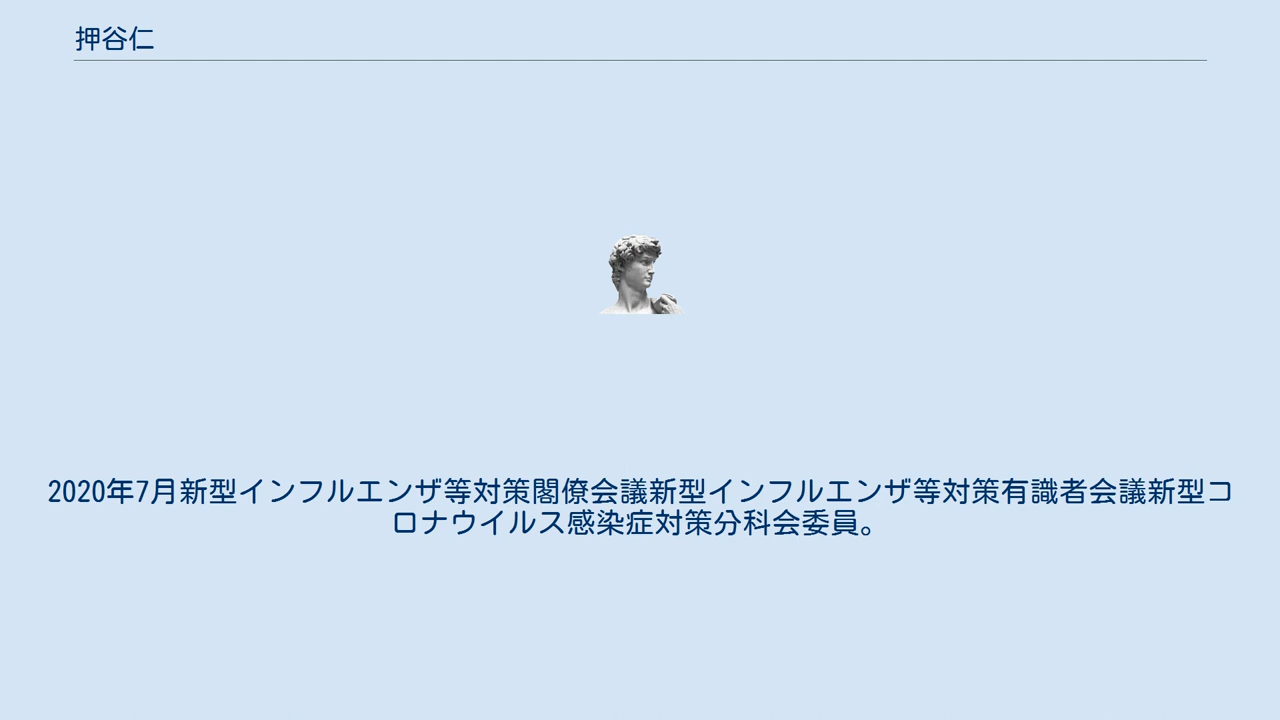 押谷仁
2020年7月新型インフルエンザ等対策閣僚会議新型インフルエンザ等対策有識者会議新型コ
ロナウイルス感染症対策分科会委員。